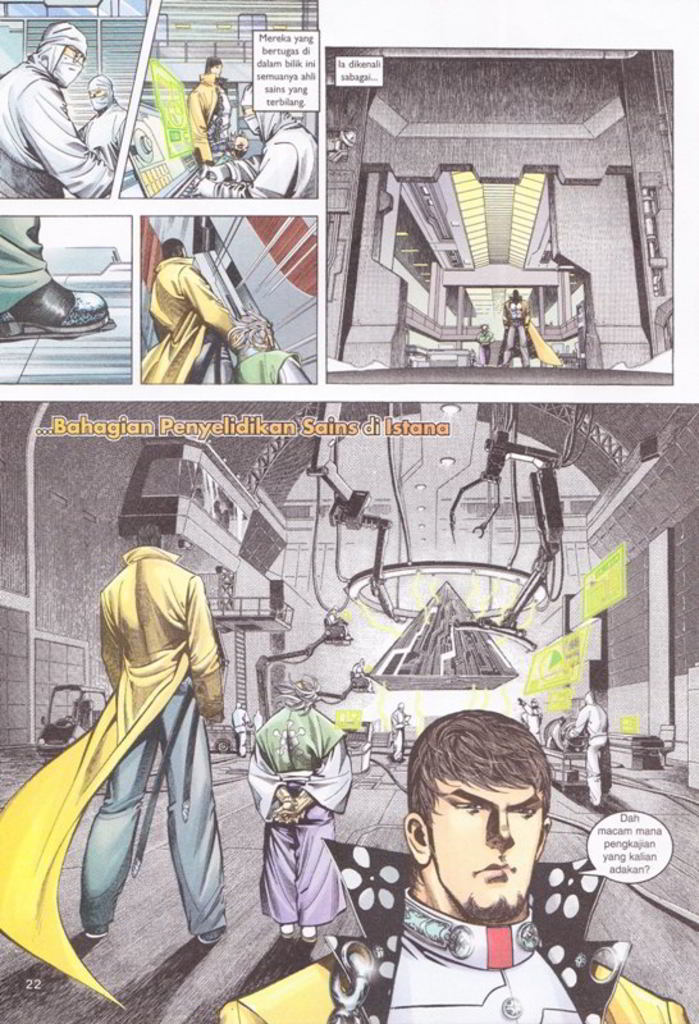 Mereka yang
bertugas di
dalam bilik ini
semuanya ahli
sains yang
terbilang.
Ia dikenali
sabagai...
...Bahagian Penyelidikan Sains di Istana
Dah
macam mana
pengkajian
yang kalian
adakan?
22